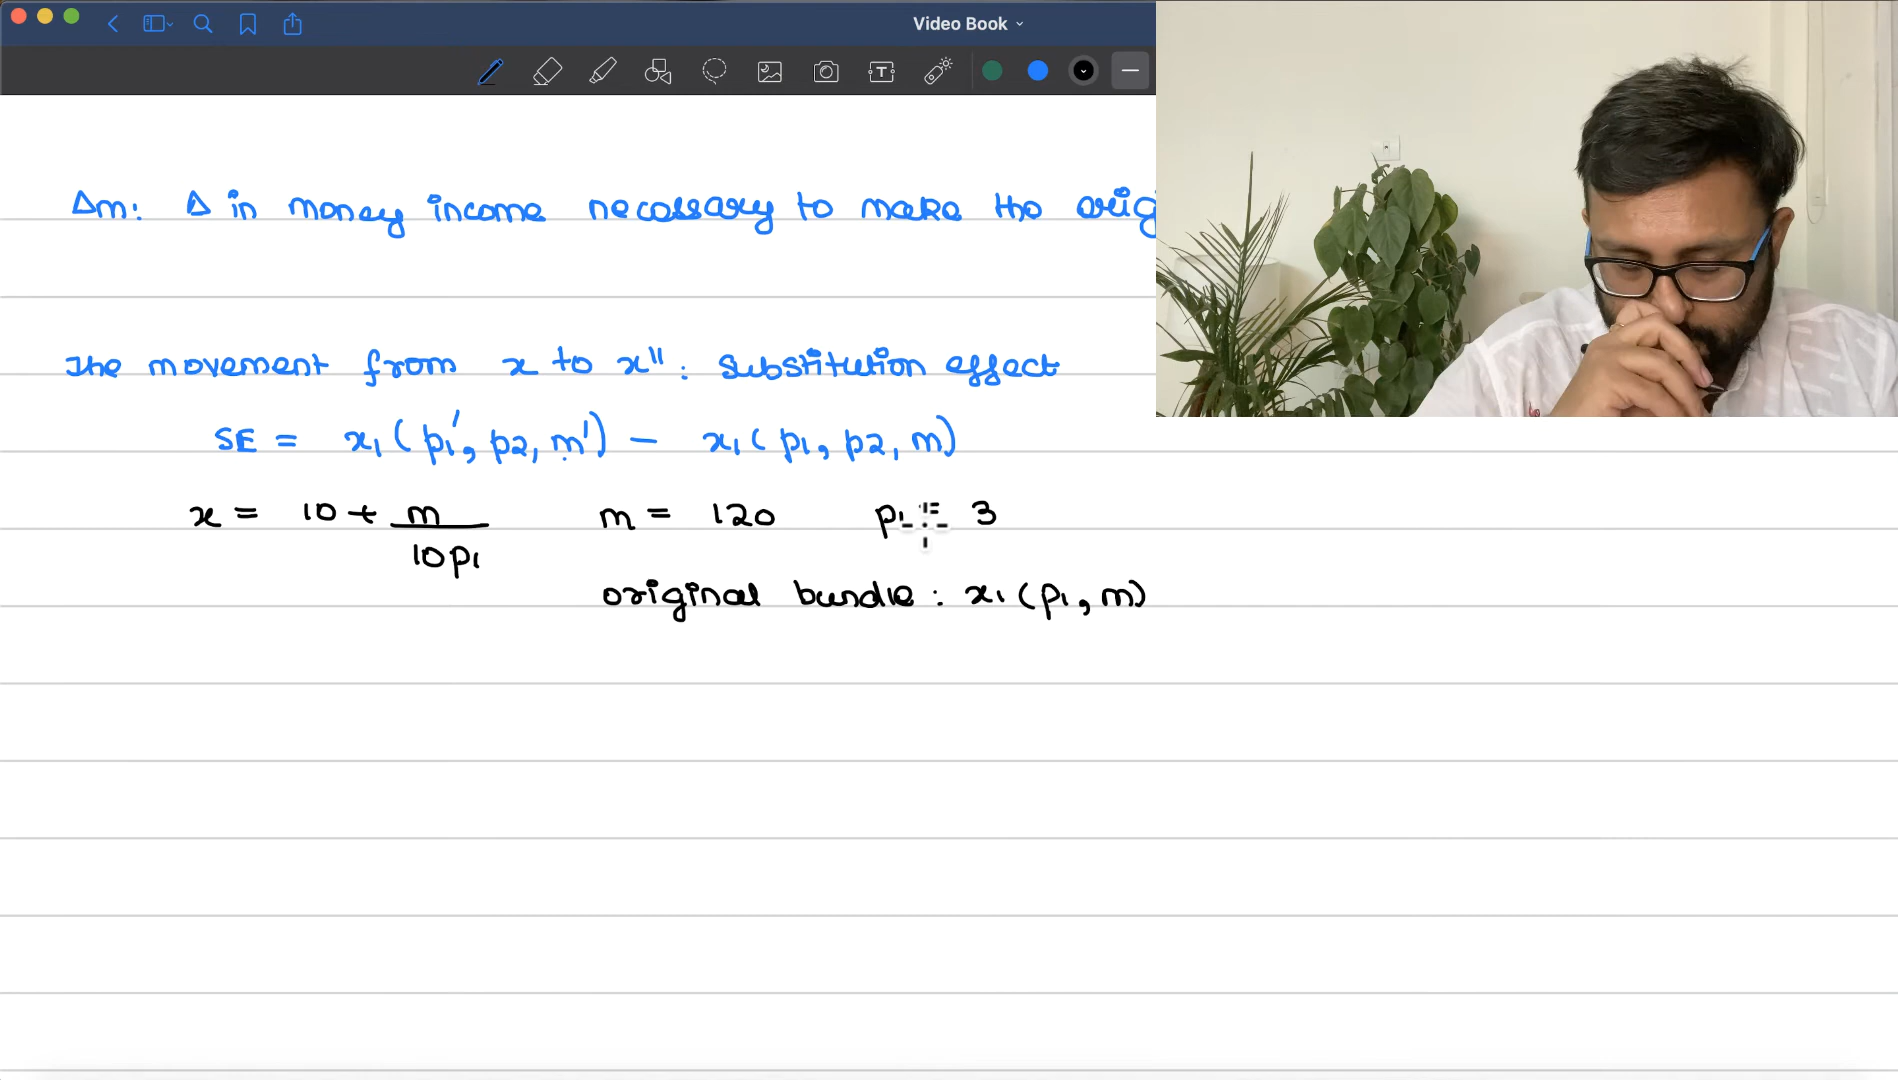 Video Book
Δm: Δ in money income necessary to make the orig
The movement from x to x'': substitution effect
SE = x₁(p₁', p₂, m') – x₁(p₁, p₂, m)
x = 10 + m/10p₁ m = 120 p₁ = 3
original bundle: x₁(p₁, m)